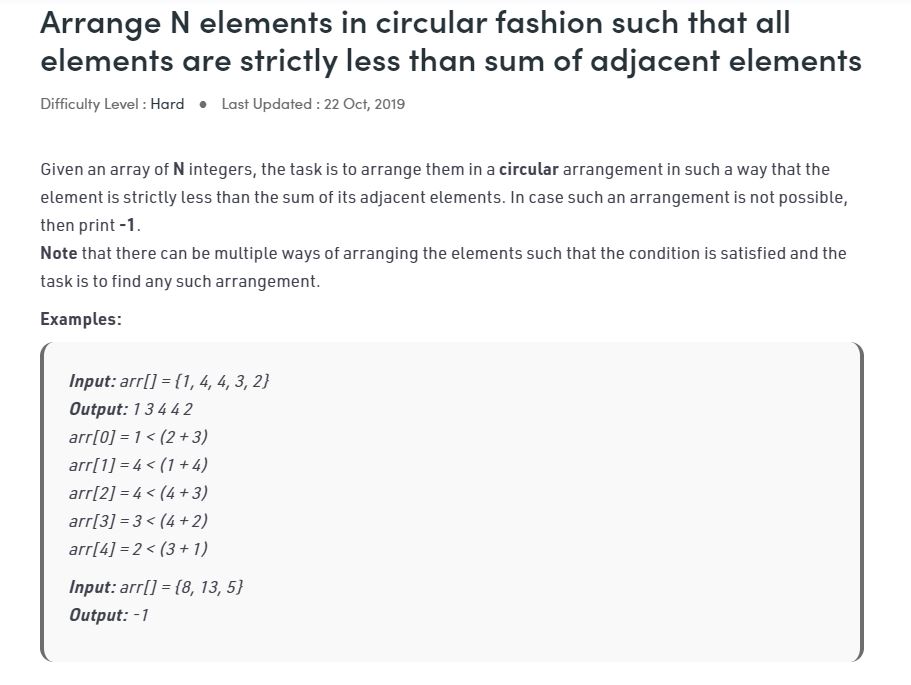 Arrange N elements in circular fashion such that all
elements are strictly less than sum of adjacent elements
Difficulty Level : Hard ● Last Updated : 22 Oct, 2019
Given an array of N integers, the task is to arrange them in a circular arrangement in such a way that the
element is strictly less than the sum of its adjacent elements. In case such an arrangement is not possible,
then print -1.
Note that there can be multiple ways of arranging the elements such that the condition is satisfied and the
task is to find any such arrangement.
Examples:
Input: arr[] = {1, 4, 4, 3, 2}
Output: 1 3 4 4 2
arr[0] = 1 < (2 + 3)
arr[1] = 4 < (1 + 4)
arr[2] = 4 < (4 + 3)
arr[3] = 3 < (4 + 2)
arr[4] = 2 < (3 + 1)
Input: arr[] = {8, 13, 5}
Output: -1